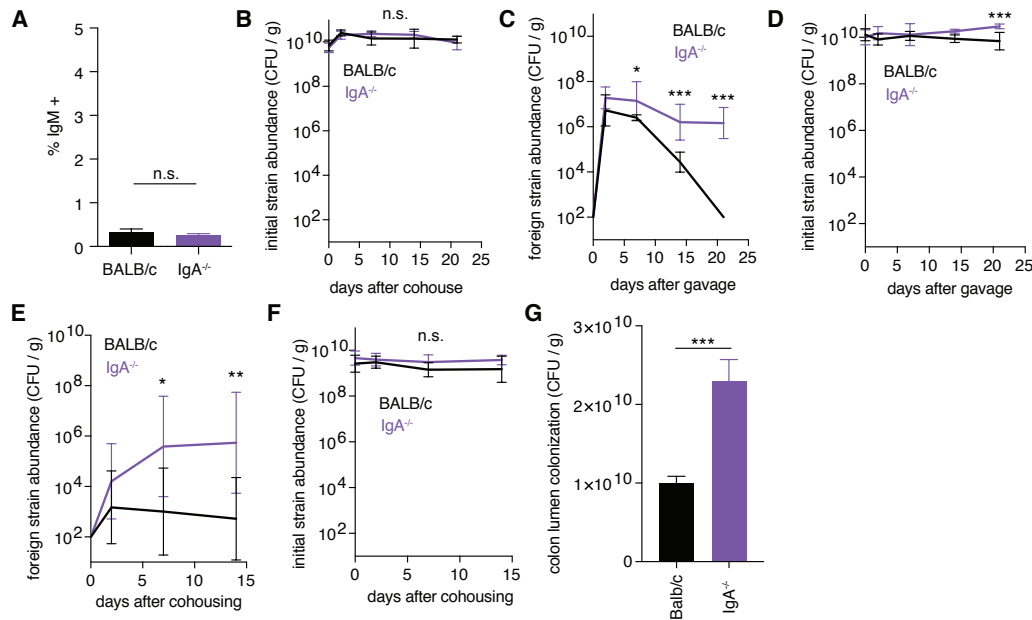 A
% IgM +
5
4
3
2
1
0
n.s.
BALB/c
IgA-/-
B
initial strain abundance (CFU / g)
10^10
10^8
10^6
10^4
10^2
n.s.
BALB/c
IgA-/-
0 5 10 15 20 25
days after cohouse
C
foreign strain abundance (CFU / g)
10^10
10^8
10^6
10^4
10^2
BALB/c
IgA-/-
*
***
***
0 5 10 15 20 25
days after gavage
D
initial strain abundance (CFU / g)
10^10
10^8
10^6
10^4
10^2
***
BALB/c
IgA-/-
0 5 10 15 20 25
days after gavage
E
foreign strain abundance (CFU / g)
10^10
10^8
10^6
10^4
10^2
BALB/c
IgA-/-
*
**
0 5 10 15
days after cohousing
F
initial strain abundance (CFU / g)
10^10
10^8
10^6
10^4
10^2
n.s.
BALB/c
IgA-/-
0 5 10 15
days after cohousing
G
colon lumen colonization (CFU / g)
3×10^10
2×10^10
1×10^10
0
***
Balb/c
IgA-/-